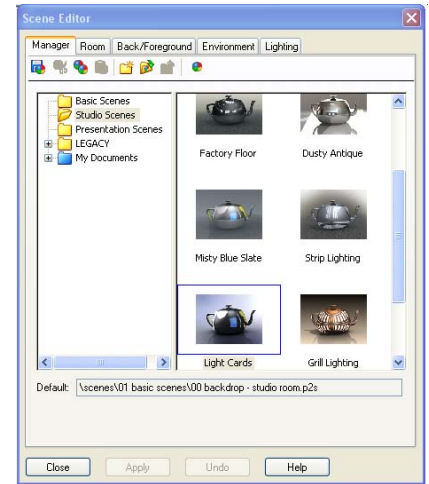 Scene Editor
Manager Room Back/Foreground Environment Lighting
Basic Scenes
Studio Scenes
Presentation Scenes
LEGACY
My Documents
Factory Floor Dusty Antique
Misty Blue Slate Strip Lighting
Light Cards Grill Lighting
Default: \scenes\01 basic scenes\00 backdrop - studio room.p2s
Close Apply Undo Help